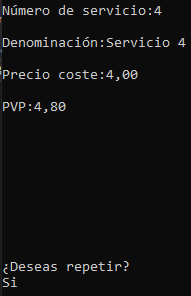 Número de servicio:4
Denominación:Servicio 4
Precio coste:4,00
PVP:4,80
¿Deseas repetir?
Si